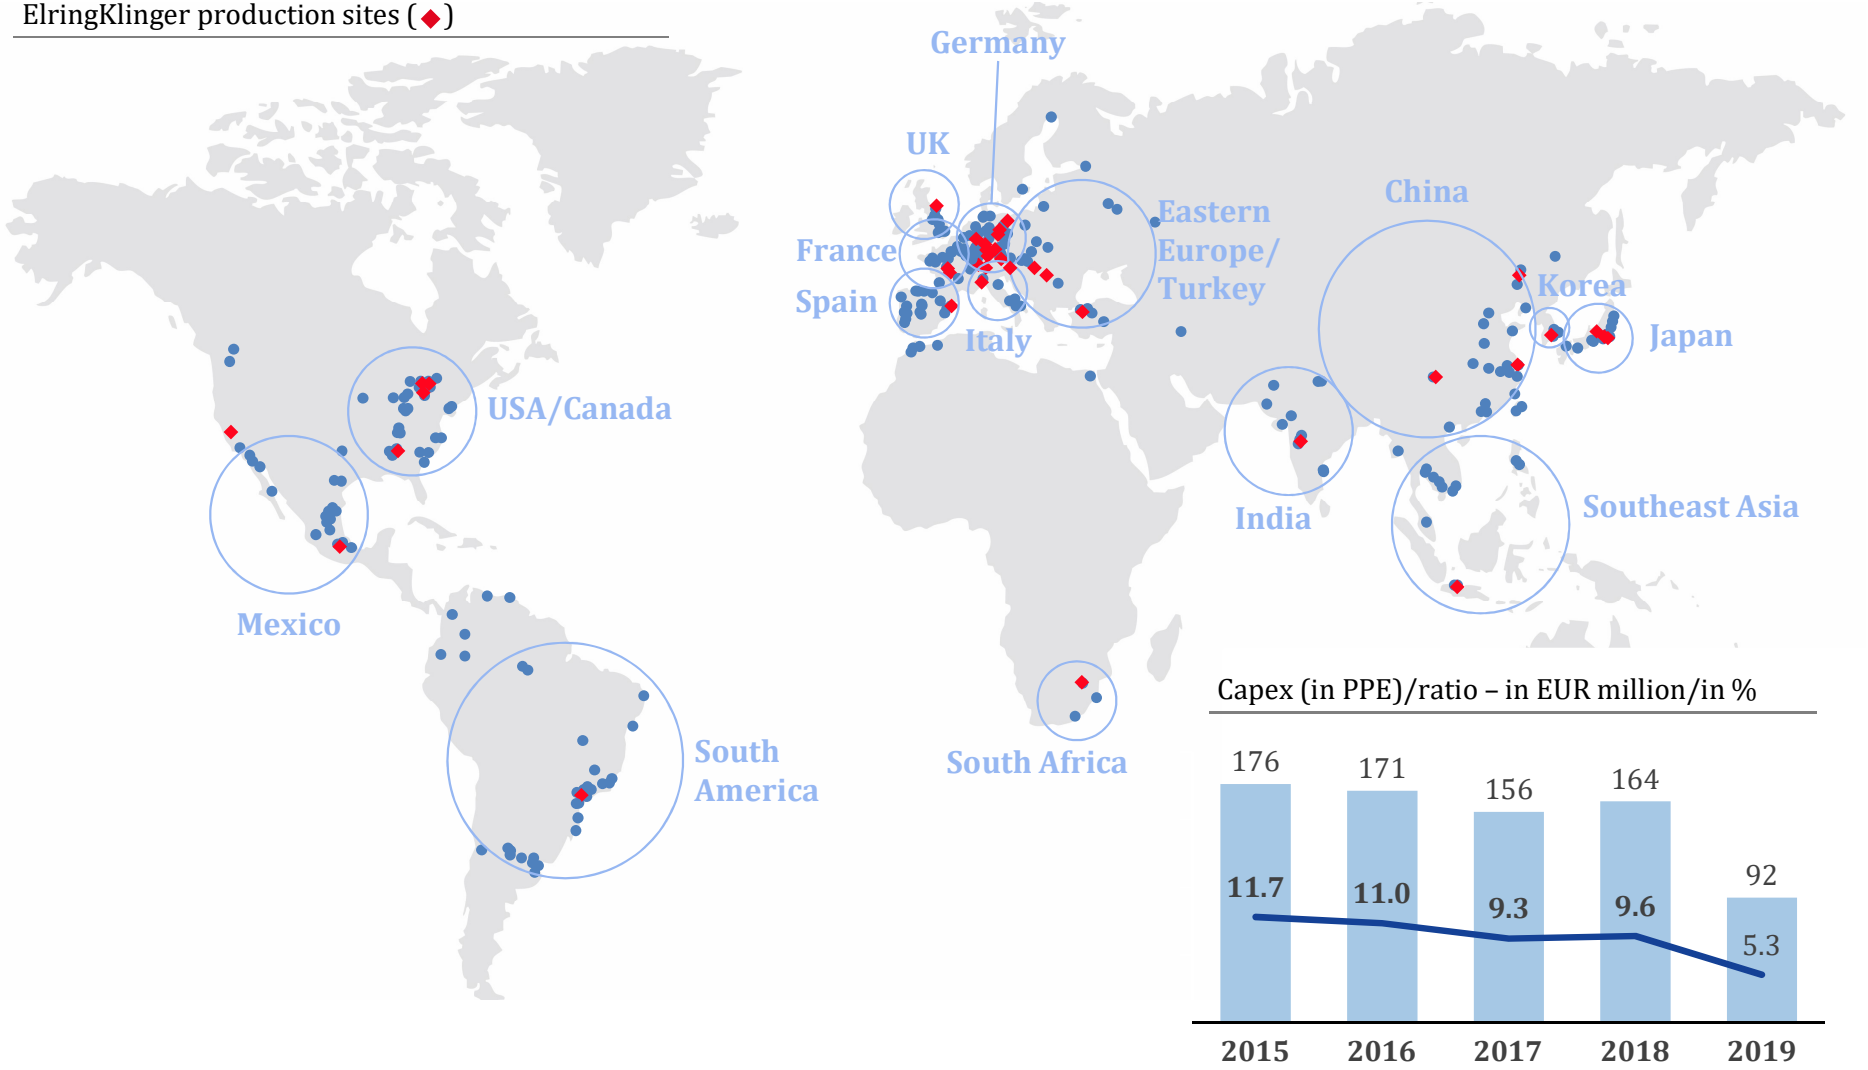 ElringKlinger production sites (◆)
Germany
UK
China
Eastern
Europe/
Turkey
France
Spain
Italy
Korea
Japan
USA/Canada
India
Southeast Asia
Mexico
South
America
South Africa
Capex (in PPE)/ratio – in EUR million/in %
176
171
156
164
92
11.7
11.0
9.3
9.6
5.3
2015
2016
2017
2018
2019